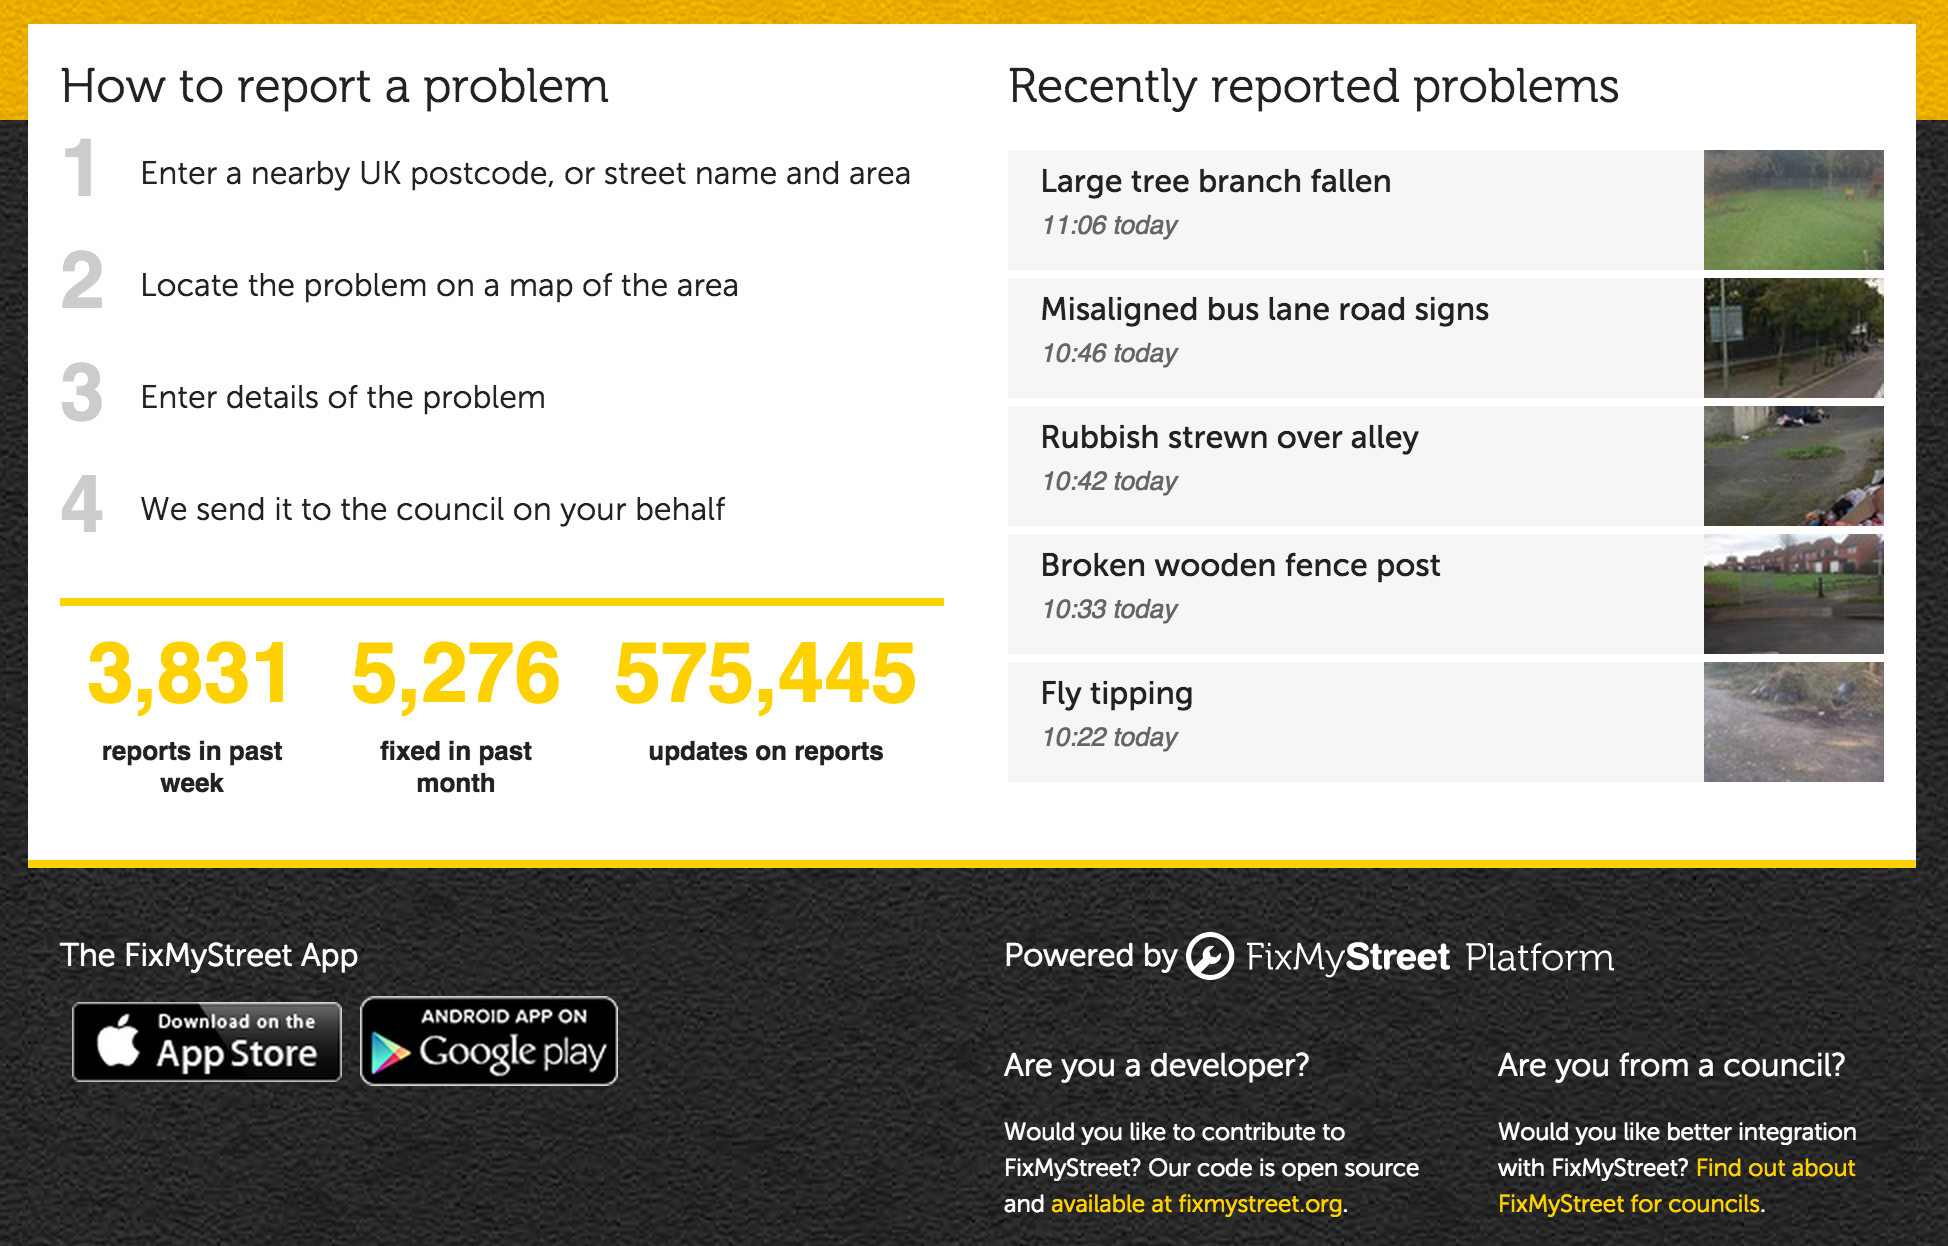 How to report a problem
1 Enter a nearby UK postcode, or street name and area
2 Locate the problem on a map of the area
3 Enter details of the problem
4 We send it to the council on your behalf
3,831
reports in past
week
5,276
fixed in past
month
575,445
updates on reports
Recently reported problems
Large tree branch fallen
11:06 today
Misaligned bus lane road signs
10:46 today
Rubbish strewn over alley
10:42 today
Broken wooden fence post
10:33 today
Fly tipping
10:22 today
The FixMyStreet App
Download on the
App Store
ANDROID APP ON
Google play
Powered by FixMyStreet Platform
Are you a developer?
Would you like to contribute to
FixMyStreet? Our code is open source
and available at fixmystreet.org.
Are you from a council?
Would you like better integration
with FixMyStreet? Find out about
FixMyStreet for councils.